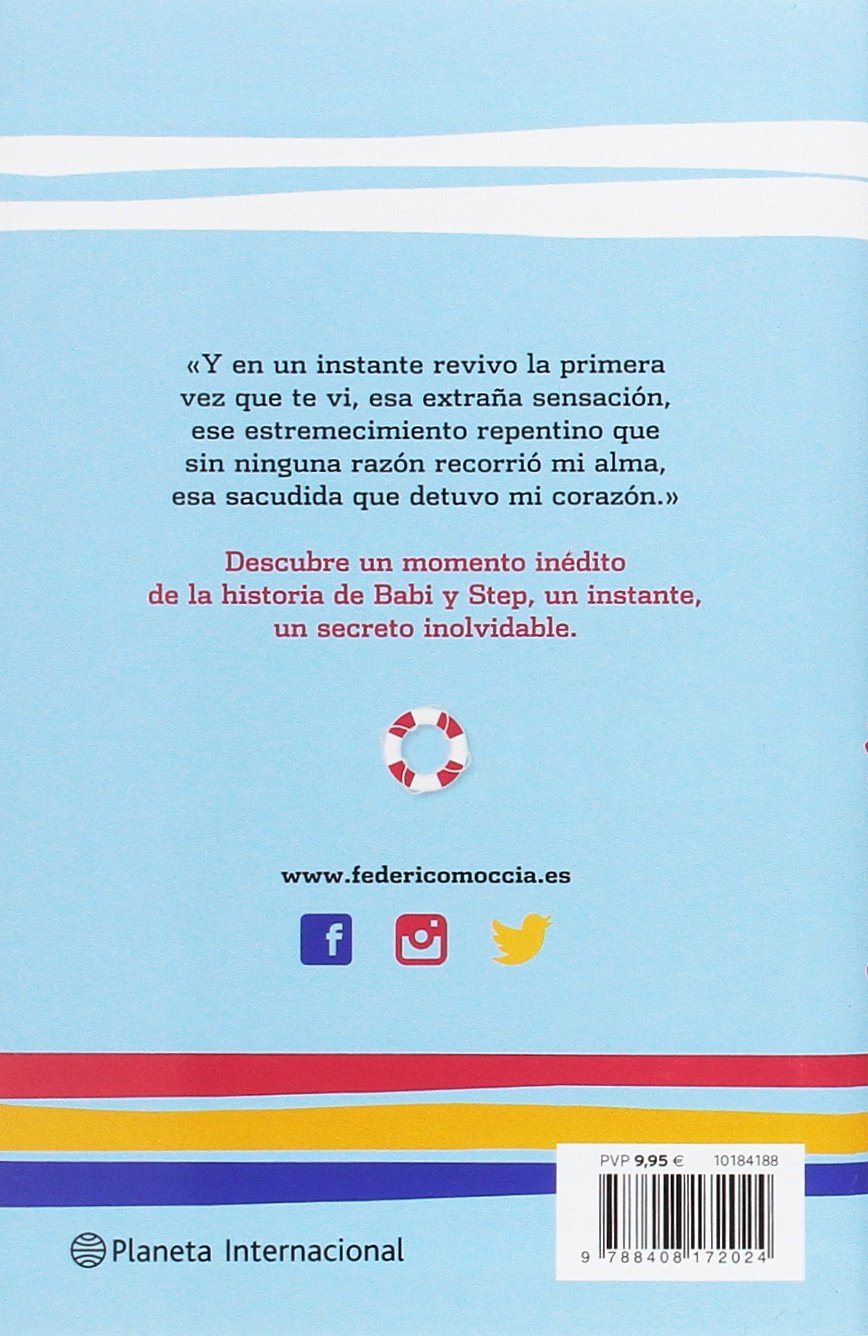 «Y en un instante revivo la primera
vez que te vi, esa extraña sensación,
ese estremecimiento repentino que
sin ninguna razón recorrió mi alma,
esa sacudida que detuvo mi corazón.»
Descubre un momento inédito
de la historia de Babi y Step, un instante,
un secreto inolvidable.
www.federicomoccia.es
f
PVP 9,95 € 10184188
9 788408 172024
Planeta Internacional